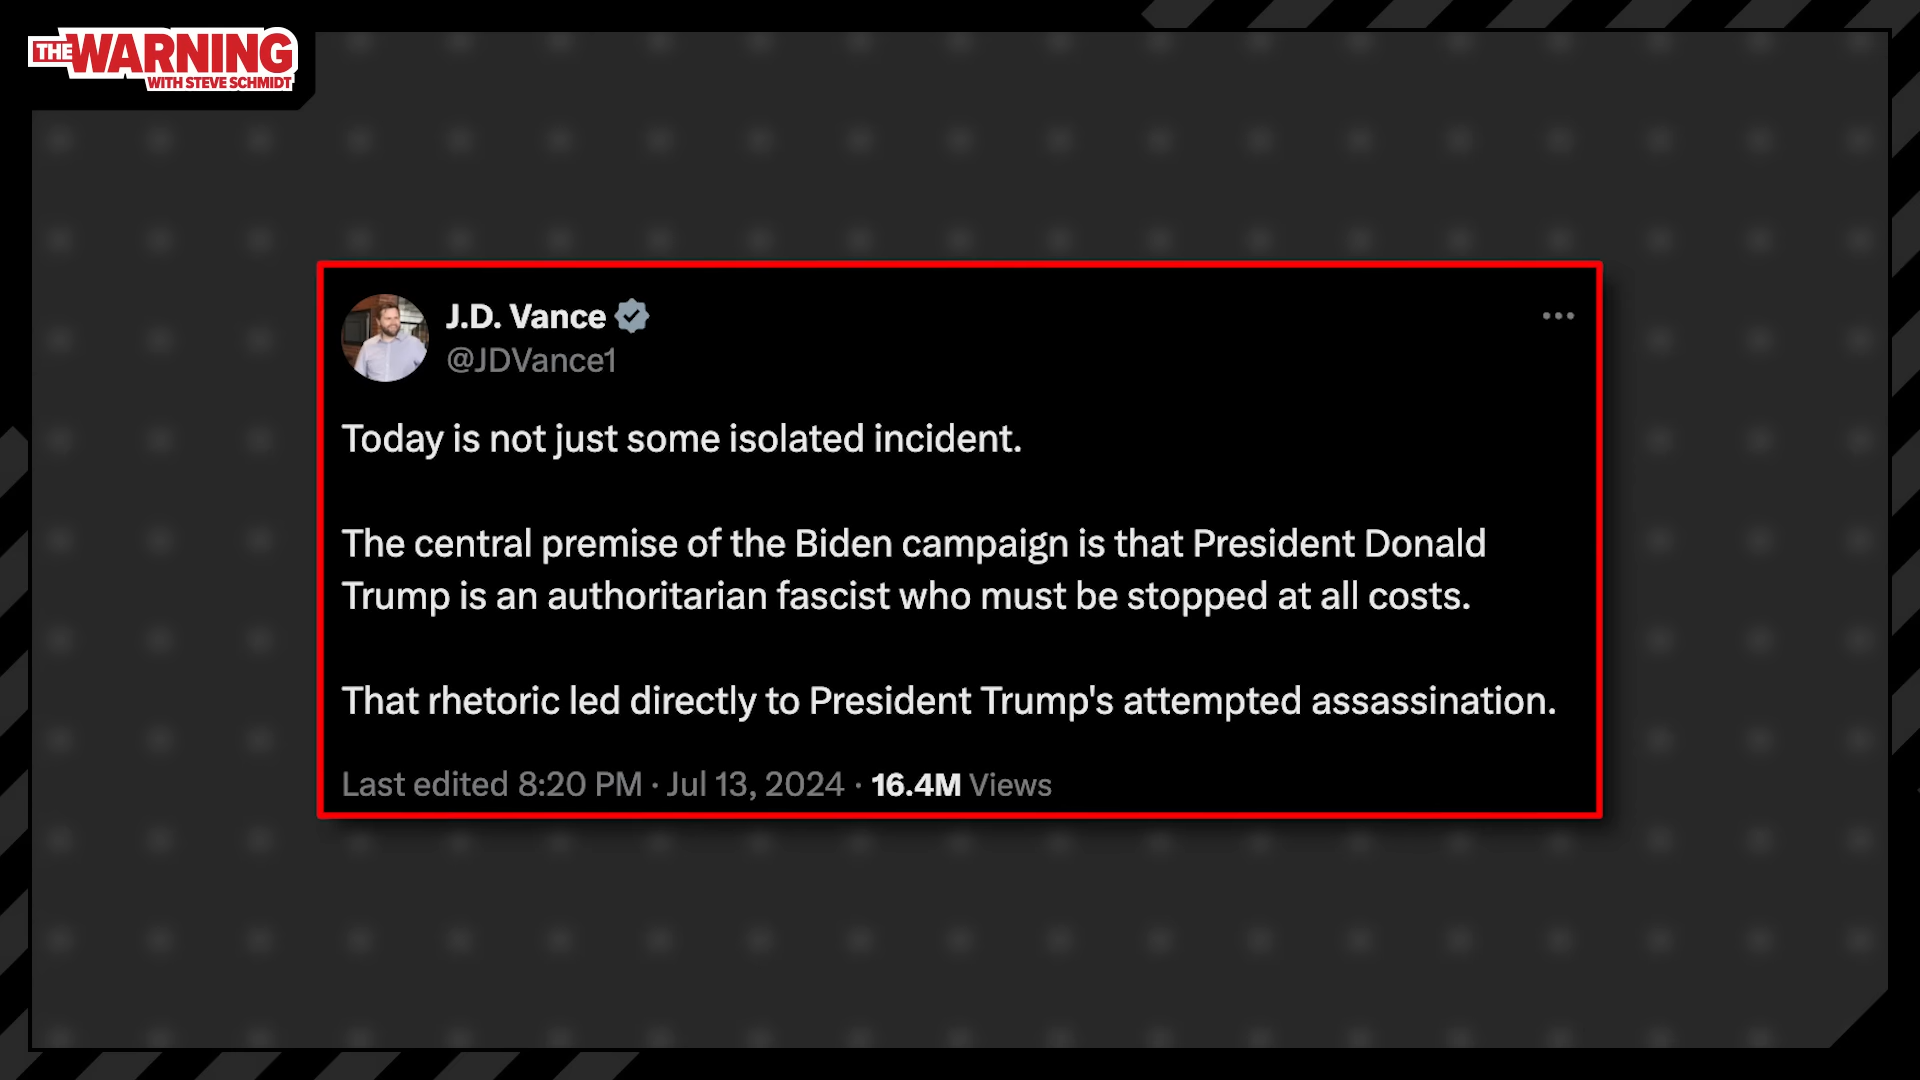 THE WARNING
WITH STEVE SCHMIDT
J.D. Vance
@JDVance1
Today is not just some isolated incident.
The central premise of the Biden campaign is that President Donald
Trump is an authoritarian fascist who must be stopped at all costs.
That rhetoric led directly to President Trump's attempted assassination.
Last edited 8:20 PM · Jul 13, 2024 · 16.4M Views